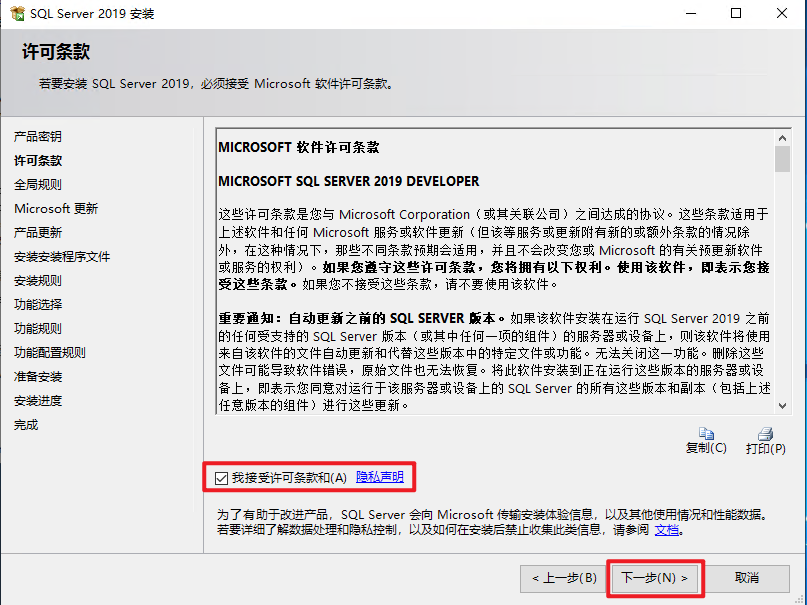 SQL Server 2019 安装
许可条款
若要安装 SQL Server 2019，必须接受 Microsoft 软件许可条款。
产品密钥
许可条款
全局规则
Microsoft 更新
产品更新
安装安装程序文件
安装规则
功能选择
功能规则
功能配置规则
准备安装
安装进度
完成
MICROSOFT 软件许可条款
MICROSOFT SQL SERVER 2019 DEVELOPER
这些许可条款是您与 Microsoft Corporation（或其关联公司）之间达成的协议。这些条款适用于
上述软件和任何 Microsoft 服务或软件更新（但该等服务或更新附有新的或额外条款的情况除
外，在这种情况下，那些不同条款预期会适用，并且不会改变您或 Microsoft 的有关预更新软件
或服务的权利）。如果您遵守这些许可条款，您将拥有以下权利。使用该软件，即表示您接
受这些条款。如果您不接受这些条款，请不要使用该软件。
重要通知：自动更新之前的 SQL SERVER 版本。如果该软件安装在运行 SQL Server 2019 之前
的任何受支持的 SQL Server 版本（或其中任何一项的组件）的服务器或设备上，则该软件将使用
来自该软件的文件自动更新和代替这些版本中的特定文件或功能。无法关闭这一功能。删除这些
文件可能导致软件错误，原始文件也无法恢复。将此软件安装到正在运行这些版本的服务器或设
备上，即表示您同意对运行于该服务器或设备上的 SQL Server 的所有这些版本和副本（包括上述
任意版本的组件）进行这些更新。
复制(C) 打印(P)
我接受许可条款和(A) 隐私声明
为了有助于改进产品，SQL Server 会向 Microsoft 传输安装体验信息，以及其他使用情况和性能数据。
若要详细了解数据处理和隐私控制，以及如何在安装后禁止收集此类信息，请参阅 文档。
< 上一步(B) 下一步(N) > 取消